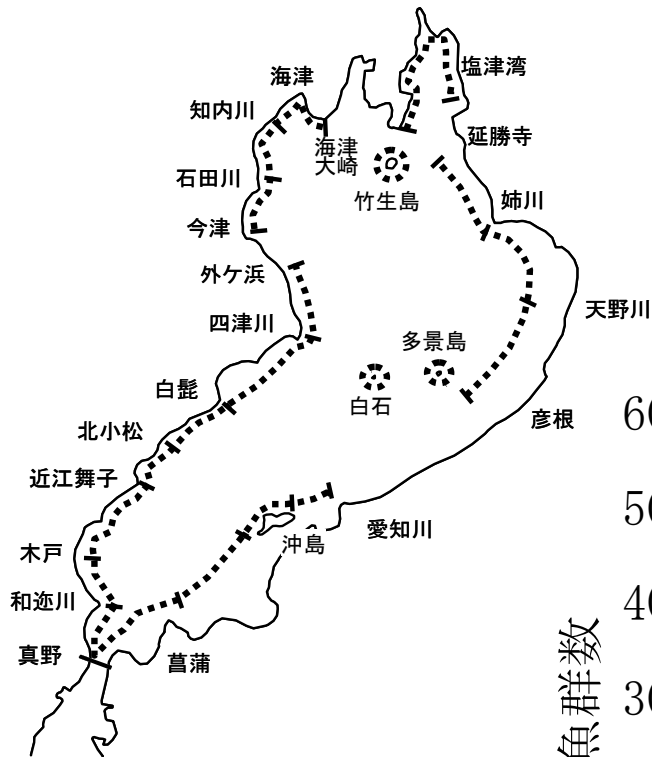 塩津湾
海津
知内川
延勝寺
海津
大崎
石田川
竹生島
姉川
今津
外ケ浜
天野川
四津川
多景島
白髭
白石
彦根
北小松
近江舞子
愛知川
沖島
木戸
和迩川
真野
菖蒲
60
50
40
30
魚群数